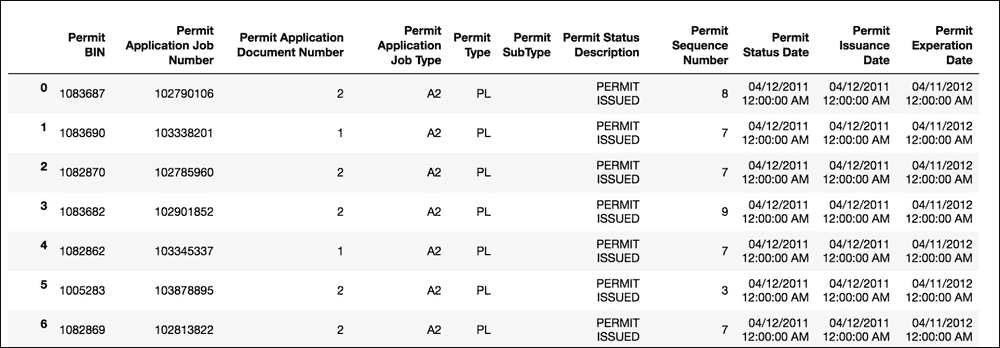 Permit BIN Permit Application Job Number Permit Application Document Number Permit Application Job Type Permit Type Permit SubType Permit Status Description Permit Sequence Number Permit Status Date Permit Issuance Date Permit Experation Date
0 1083687 102790106 2 A2 PL PERMIT ISSUED 8 04/12/2011 12:00:00 AM 04/12/2011 12:00:00 AM 04/11/2012 12:00:00 AM
1 1083690 103338201 1 A2 PL PERMIT ISSUED 7 04/12/2011 12:00:00 AM 04/12/2011 12:00:00 AM 04/11/2012 12:00:00 AM
2 1082870 102785960 2 A2 PL PERMIT ISSUED 7 04/12/2011 12:00:00 AM 04/12/2011 12:00:00 AM 04/11/2012 12:00:00 AM
3 1083682 102901852 2 A2 PL PERMIT ISSUED 9 04/12/2011 12:00:00 AM 04/12/2011 12:00:00 AM 04/11/2012 12:00:00 AM
4 1082862 103345337 1 A2 PL PERMIT ISSUED 7 04/12/2011 12:00:00 AM 04/12/2011 12:00:00 AM 04/11/2012 12:00:00 AM
5 1005283 103878895 2 A2 PL PERMIT ISSUED 3 04/12/2011 12:00:00 AM 04/12/2011 12:00:00 AM 04/11/2012 12:00:00 AM
6 1082869 102813822 2 A2 PL PERMIT ISSUED 7 04/12/2011 12:00:00 AM 04/12/2011 12:00:00 AM 04/11/2012 12:00:00 AM